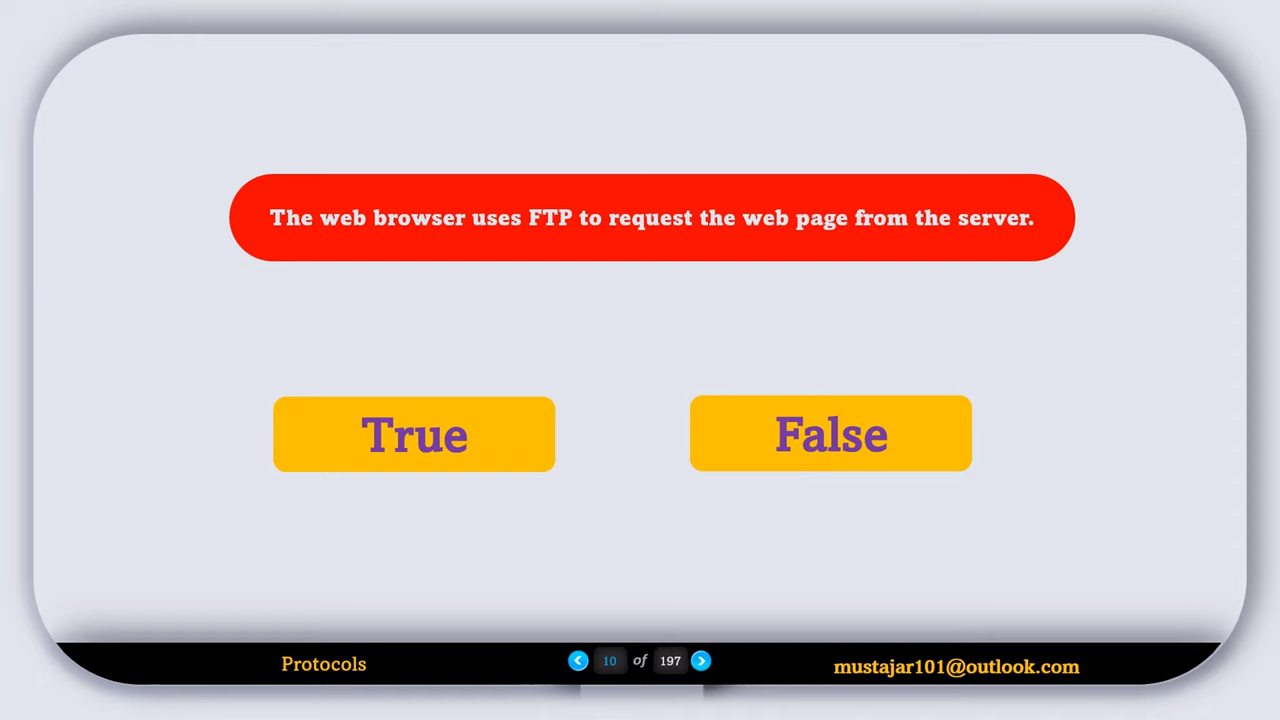 The web browser uses FTP to request the web page from the server.
True
False
Protocols
10 of 197
mustajar101@outlook.com